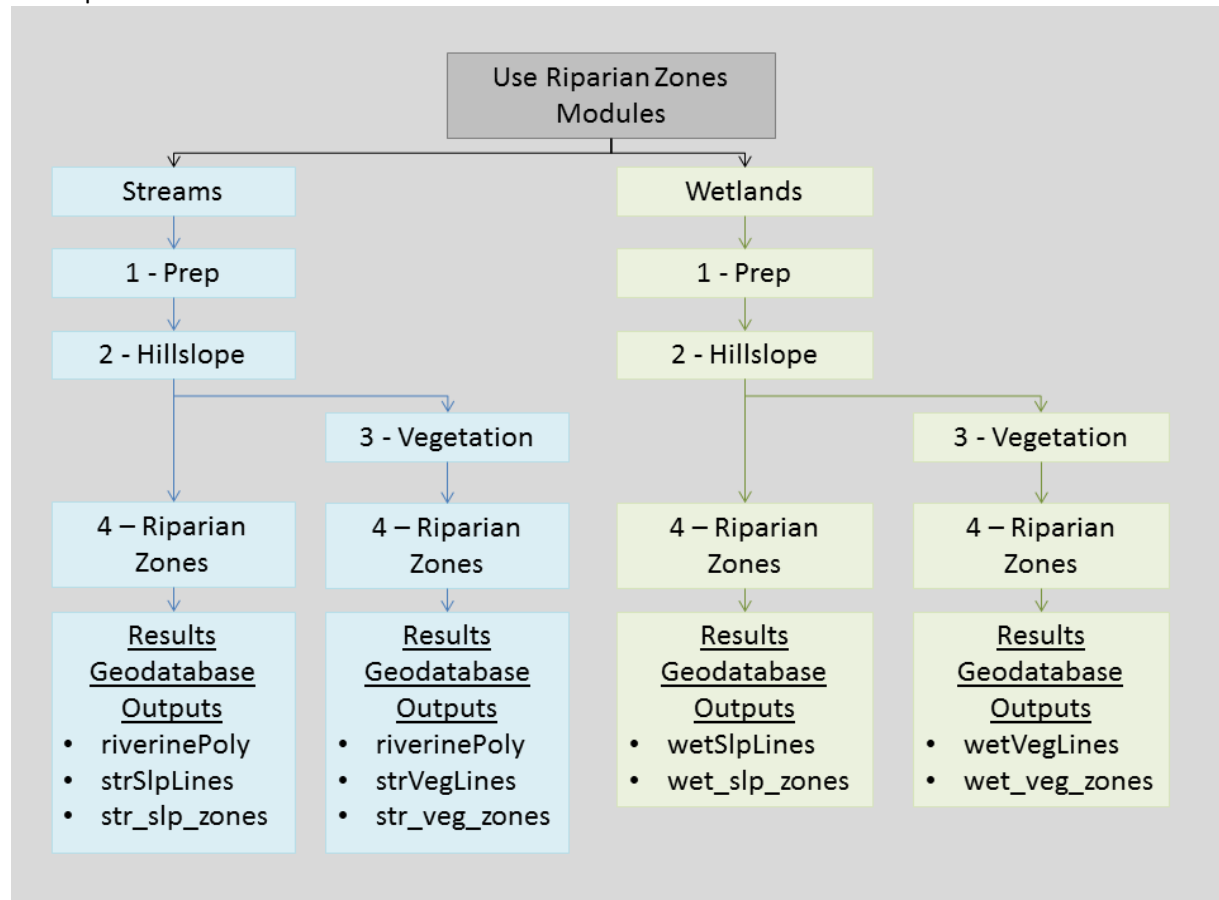 Use Riparian Zones
Modules
Streams
Wetlands
1 - Prep
1 - Prep
2 - Hillslope
2 - Hillslope
3 - Vegetation
3 - Vegetation
4 – Riparian
Zones
4 – Riparian
Zones
4 – Riparian
Zones
4 – Riparian
Zones
Results
Geodatabase
Outputs
• riverinePoly
• strSlpLines
• str_slp_zones
Results
Geodatabase
Outputs
• riverinePoly
• strVegLines
• str_veg_zones
Results
Geodatabase
Outputs
• wetSlpLines
• wet_slp_zones
Results
Geodatabase
Outputs
• wetVegLines
• wet_veg_zones